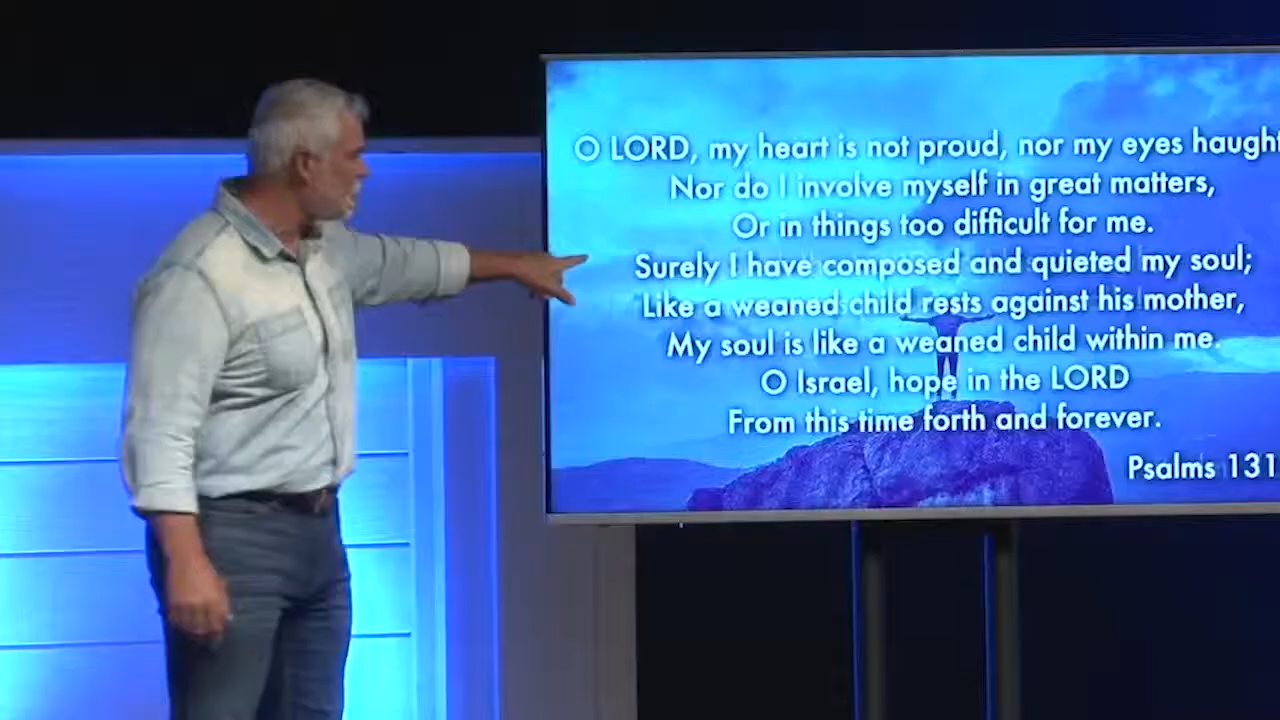 O LORD, my heart is not proud, nor my eyes haught
Nor do I involve myself in great matters,
Or in things too difficult for me.
Surely I have composed and quieted my soul;
Like a weaned child rests against his mother,
My soul is like a weaned child within me.
O Israel, hope in the LORD
From this time forth and forever.
Psalms 131